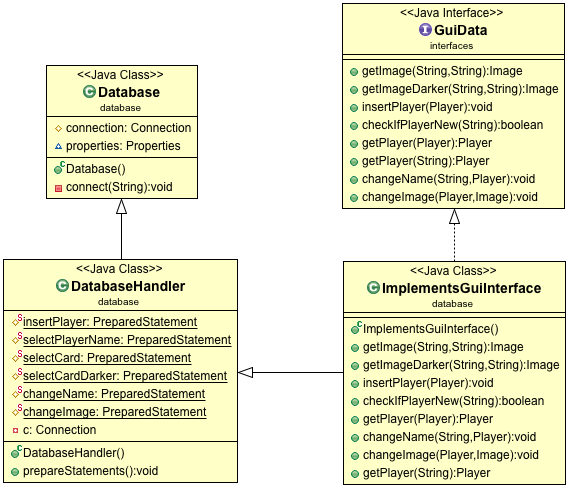 <<Java Class>>
Database
database
connection: Connection
properties: Properties
Database()
connect(String):void
<<Java Interface>>
GuiData
interfaces
getImage(String,String):Image
getImageDarker(String,String):Image
insertPlayer(Player):void
checkIfPlayerNew(String):boolean
getPlayer(Player):Player
getPlayer(String):Player
changeName(String,Player):void
changeImage(Player,Image):void
<<Java Class>>
DatabaseHandler
database
insertPlayer: PreparedStatement
selectPlayerName: PreparedStatement
selectCard: PreparedStatement
selectCardDarker: PreparedStatement
changeName: PreparedStatement
changeImage: PreparedStatement
c: Connection
DatabaseHandler()
prepareStatements():void
<<Java Class>>
ImplementsGuiInterface
database
ImplementsGuiInterface()
getImage(String,String):Image
getImageDarker(String,String):Image
insertPlayer(Player):void
checkIfPlayerNew(String):boolean
getPlayer(Player):Player
changeName(String,Player):void
changeImage(Player,Image):void
getPlayer(String):Player